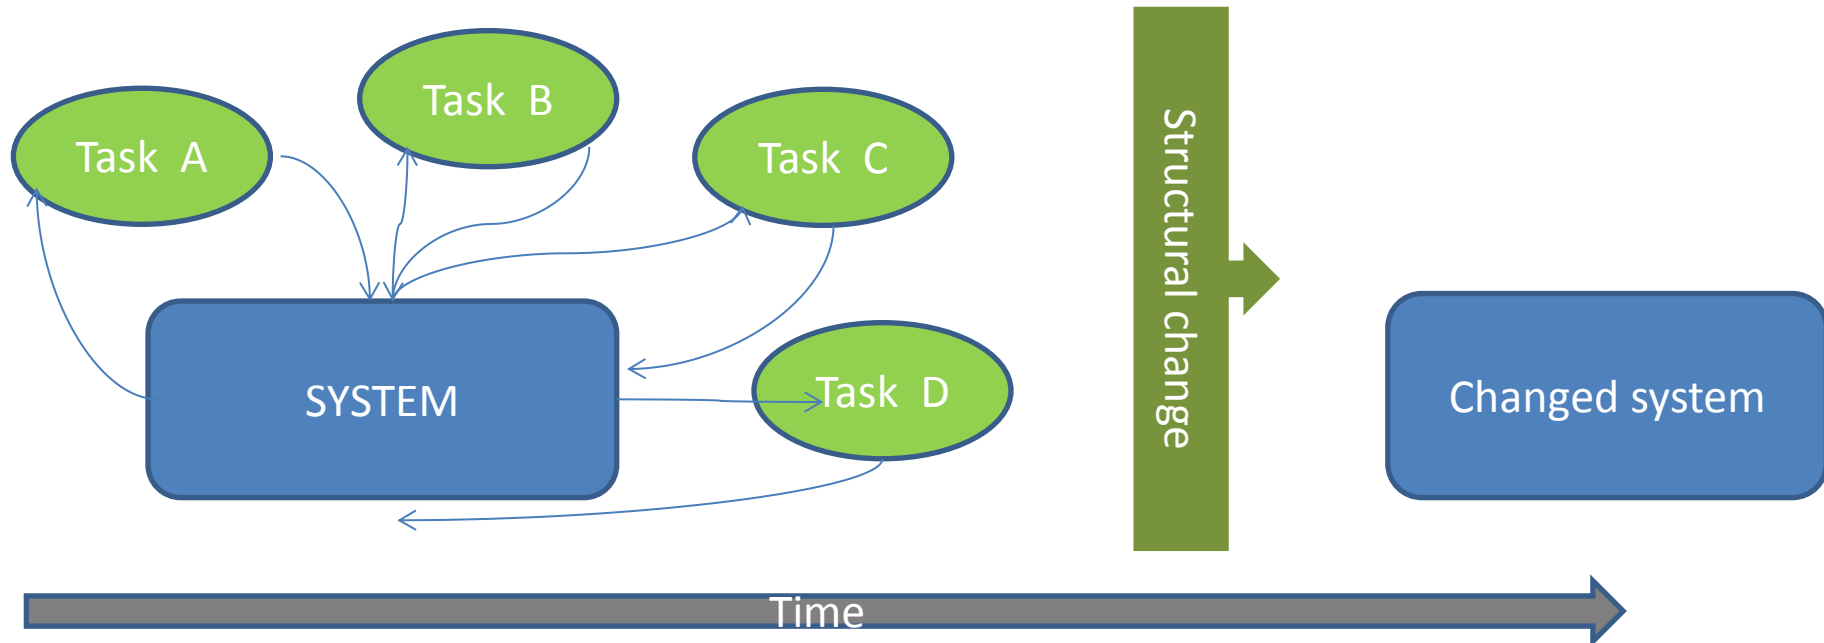 Task A
Task B
Task C
Structural change
SYSTEM
Task D
Changed system
Time